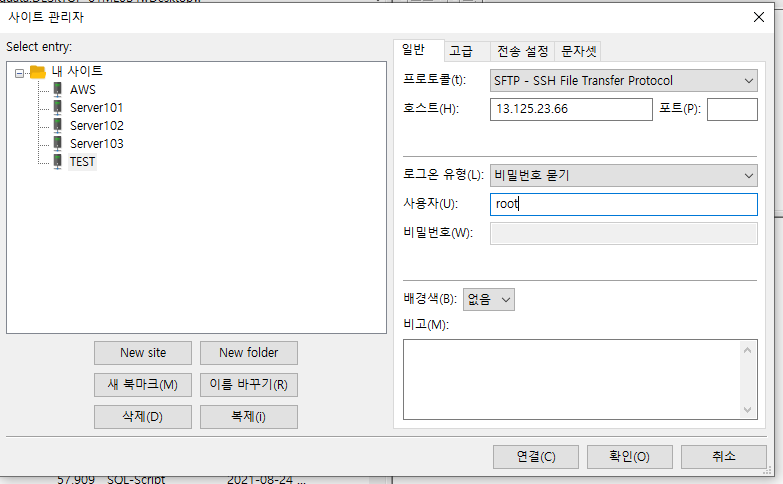 사이트 관리자
Select entry:
내 사이트
AWS
Server101
Server102
Server103
TEST
New site
New folder
새 북마크(M)
이름 바꾸기(R)
삭제(D)
복제(i)
일반
고급
전송 설정
문자셋
프로토콜(t):
SFTP - SSH File Transfer Protocol
호스트(H):
13.125.23.66
포트(P):
로그온 유형(L):
비밀번호 묻기
사용자(U):
root
비밀번호(W):
배경색(B):
없음
비고(M):
연결(C)
확인(O)
취소
57,909 SQL-Script 2021-08-24 ...